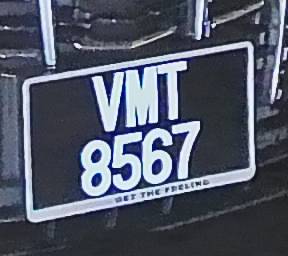 VMT
8567
GET THE FEELING